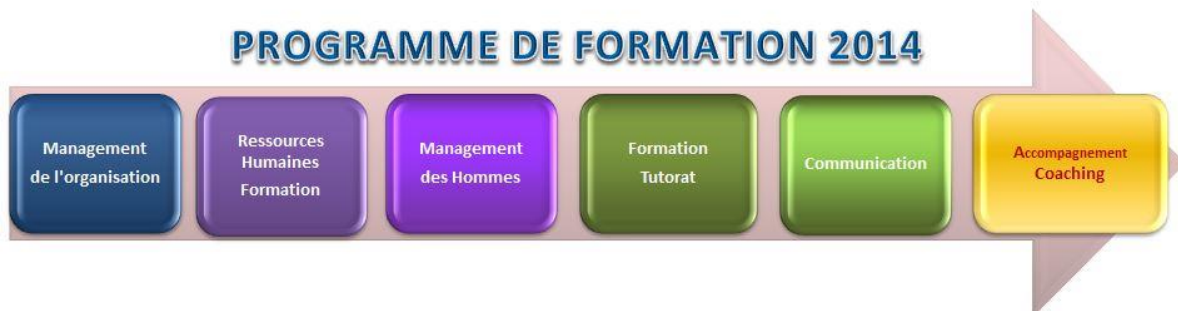 PROGRAMME DE FORMATION 2014
Management
de l'organisation
Ressources
Humaines
Formation
Management
des Hommes
Formation
Tutorat
Communication
Accompagnement
Coaching